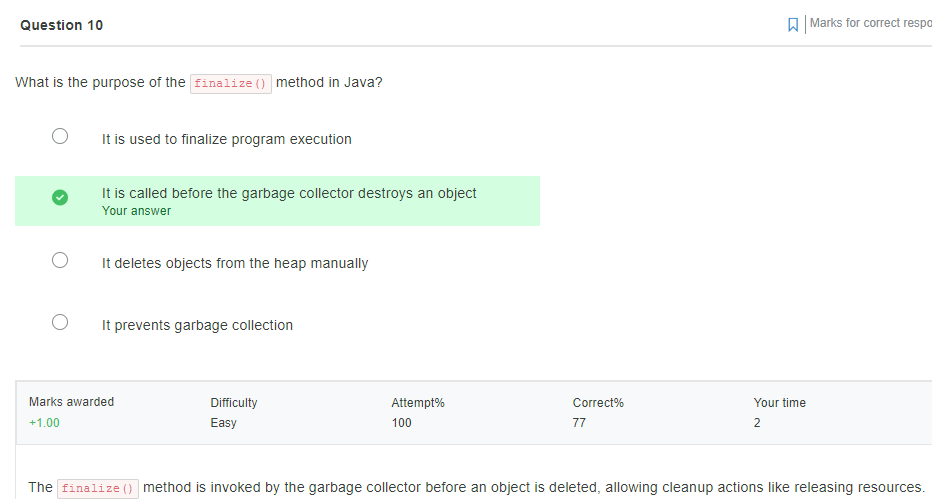 Question 10
Marks for correct respo
What is the purpose of the finalize() method in Java?
It is used to finalize program execution
It is called before the garbage collector destroys an object
Your answer
It deletes objects from the heap manually
It prevents garbage collection
Marks awarded Difficulty Attempt% Correct% Your time
+1.00 Easy 100 77 2
The finalize() method is invoked by the garbage collector before an object is deleted, allowing cleanup actions like releasing resources.